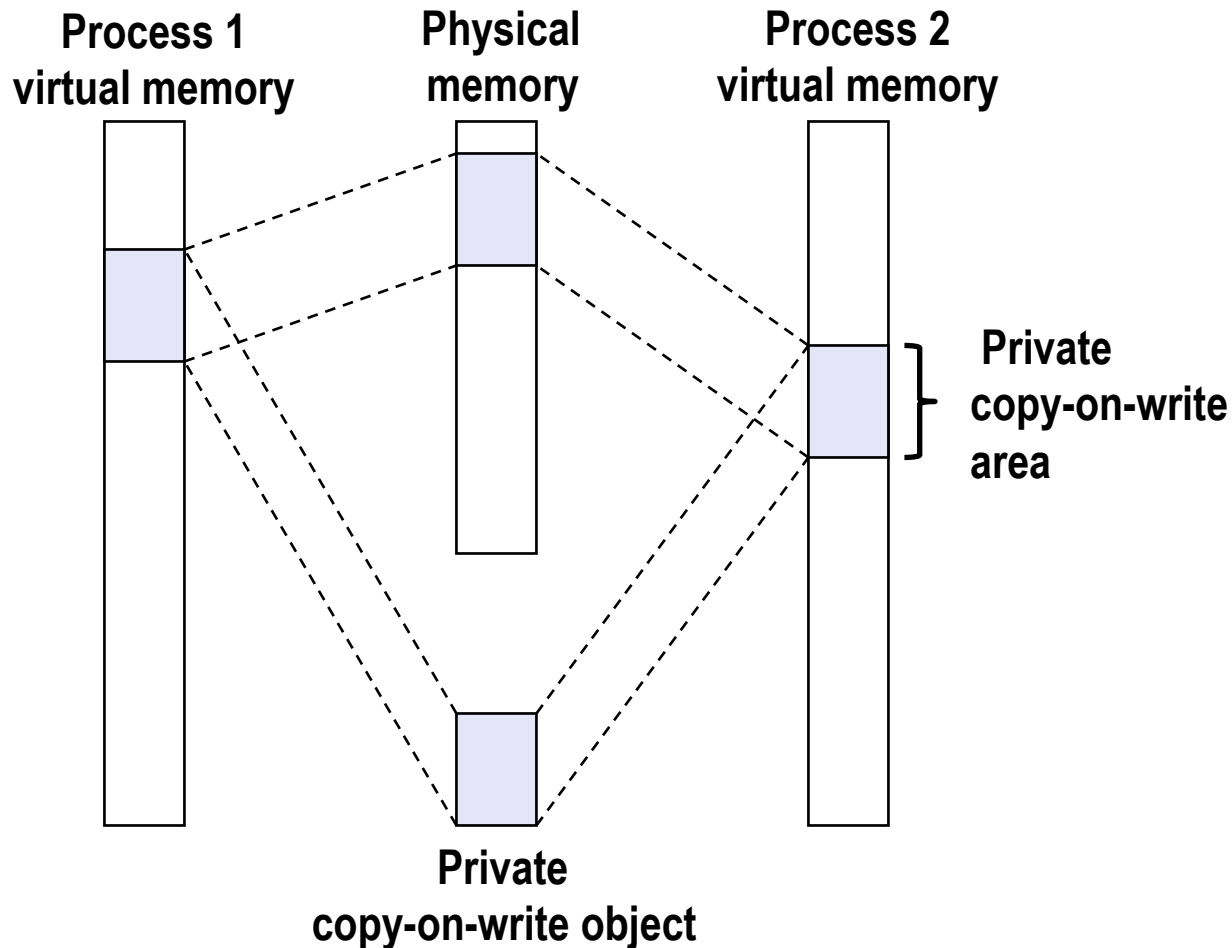 Process 1
virtual memory
Physical
memory
Process 2
virtual memory
Private
copy-on-write
area
Private
copy-on-write object